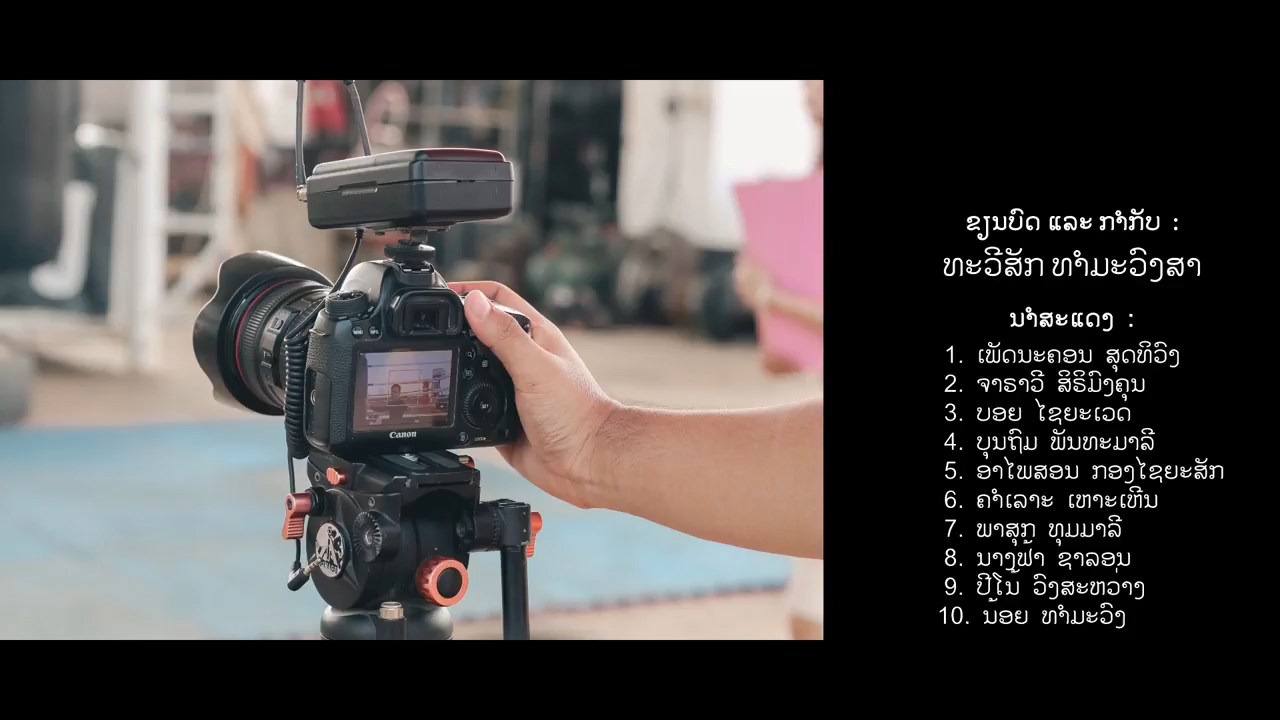 Canon
ຂຽນບົດ ແລະ ກຳກັບ :
ທະວີສັກ ທຳມະວົງສາ
ນຳສະແດງ :
1. ເພັດນະຄອນ ສຸດທິວົງ
2. ຈາຣາວີ ສິຣິມົງຄຸນ
3. ບອຍ ໄຊຍະເວດ
4. ບຸນຖົມ ພັນທະມາລີ
5. ອາໄພສອນ ກອງໄຊຍະສັກ
6. ຄຳເລາະ ເຫາະເຫີນ
7. ພາສຸກ ທຸມມາລີ
8. ນາງຟ້າ ຊາລອນ
9. ປີໂນ້ ວົງສະຫວ່າງ
10. ນ້ອຍ ທຳມະວົງ